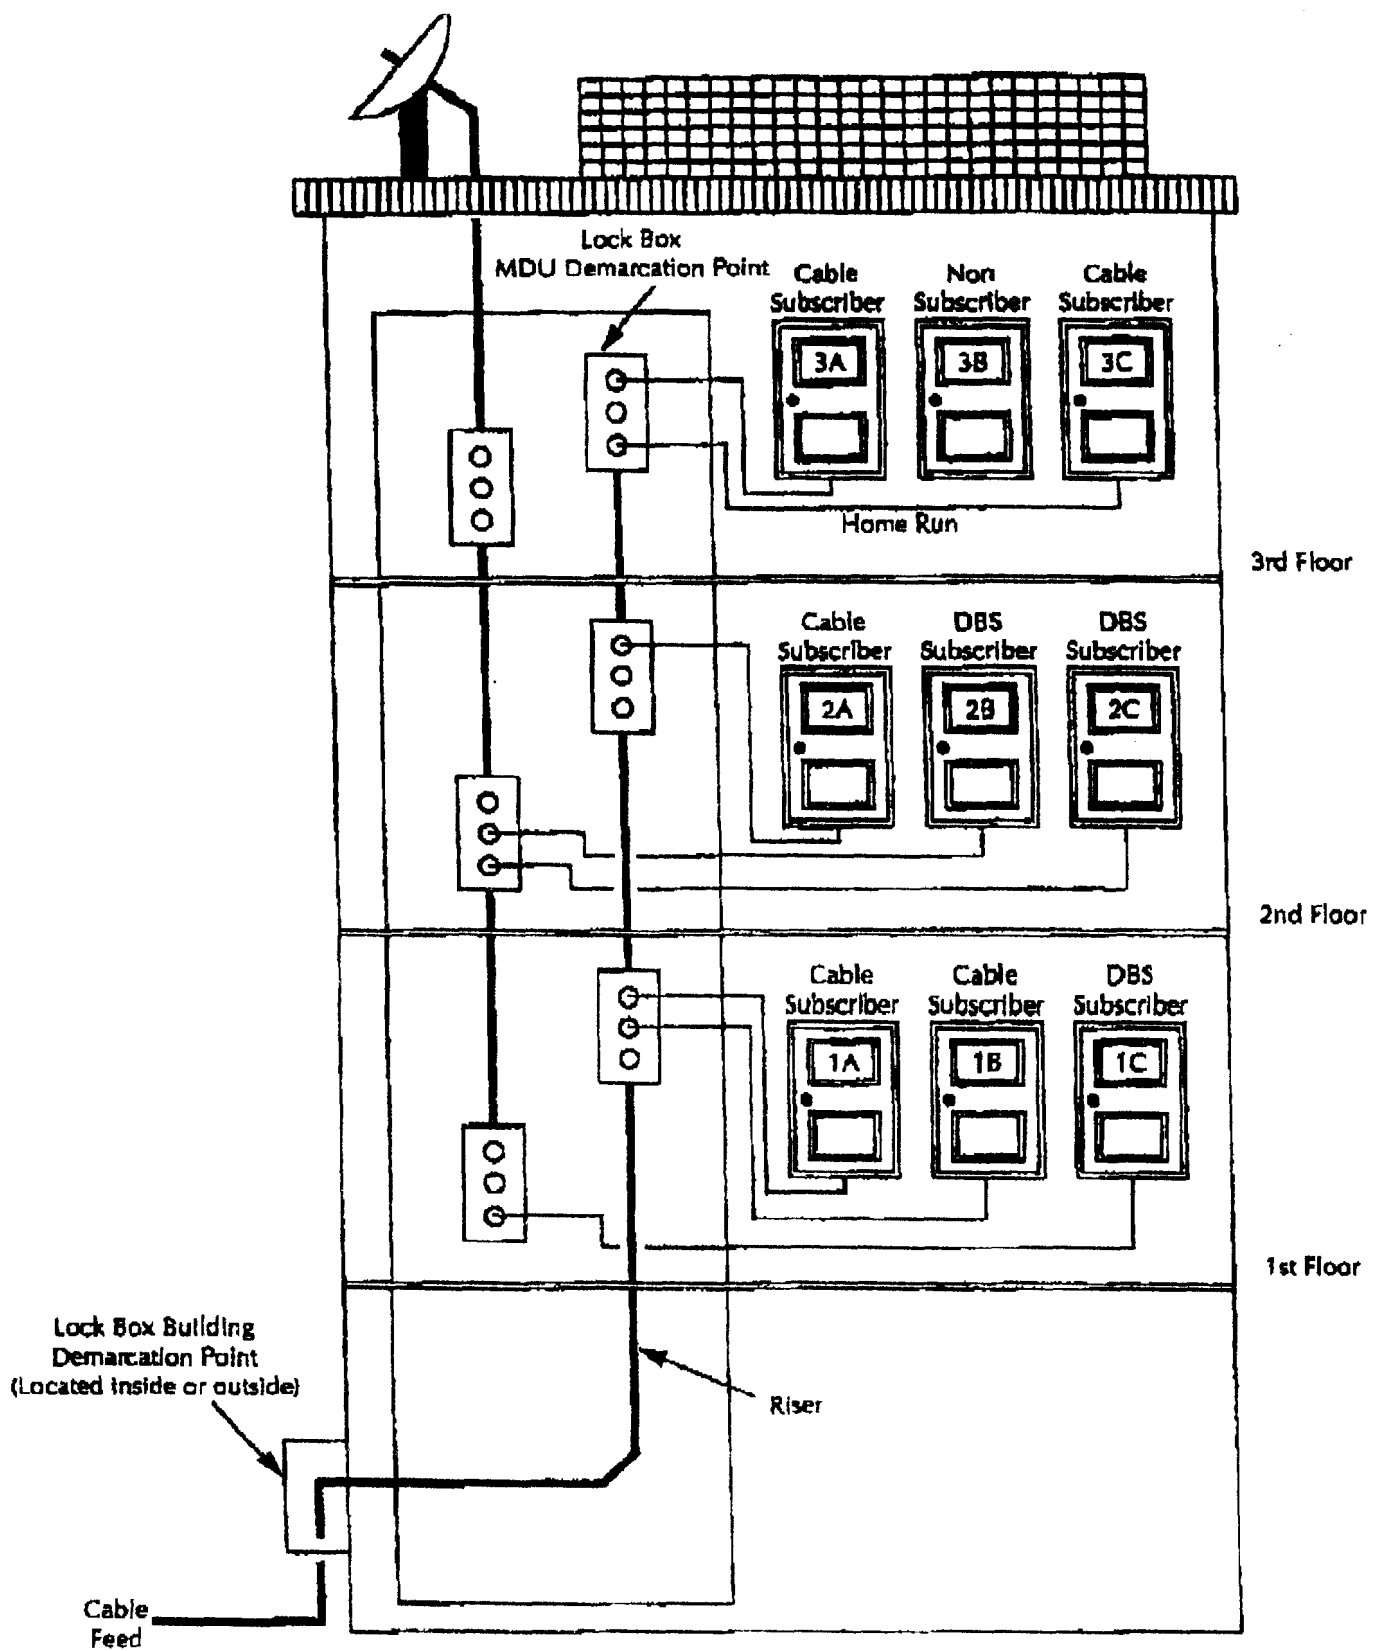 Lock Box
MDU Demarcation Point
Cable
Subscriber
Non
Subscriber
Cable
Subscriber
3A
3B
3C
Home Run
3rd Floor
Cable
Subscriber
DBS
Subscriber
DBS
Subscriber
2A
2B
2C
2nd Floor
Cable
Subscriber
Cable
Subscriber
DBS
Subscriber
1A
1B
1C
1st Floor
Lock Box Building
Demarcation Point
(Located inside or outside)
Riser
Cable
Feed